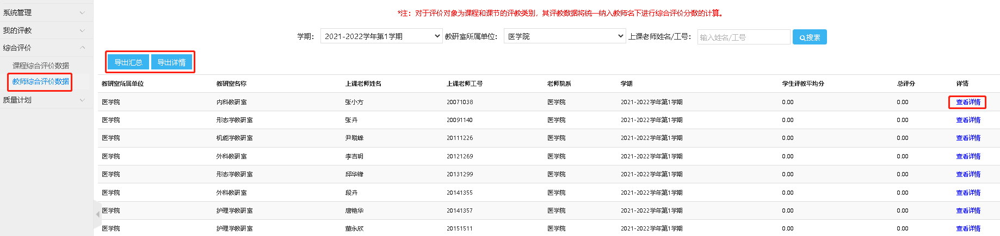 系统管理
我的评教
综合评价
课程综合评价数据
教师综合评价数据
质量计划
*注：对于评价对象为课程和课节的评教类别，其评教数据将统一纳入教师名下进行综合评价分数的计算。
学期： 2021-2022学年第1学期 教研室所属单位： 医学院 上课老师姓名/工号： 输入姓名/工号 搜索
导出汇总 导出详情
教研室所属单位 教研室名称 上课老师姓名 上课老师工号 老师院系 学期 学生评教平均分 总评分 详情
医学院 内科教研室 张小方 20071038 医学院 2021-2022学年第1学期 0.00 0.00 查看详情
医学院 形态学教研室 张卉 20091140 医学院 2021-2022学年第1学期 0.00 0.00 查看详情
医学院 机能学教研室 尹晓峰 20111226 医学院 2021-2022学年第1学期 0.00 0.00 查看详情
医学院 外科教研室 李吉明 20121269 医学院 2021-2022学年第1学期 0.00 0.00 查看详情
医学院 形态学教研室 邱华锋 20131299 医学院 2021-2022学年第1学期 0.00 0.00 查看详情
医学院 外科教研室 段卉 20141355 医学院 2021-2022学年第1学期 0.00 0.00 查看详情
医学院 护理学教研室 唐艳华 20141357 医学院 2021-2022学年第1学期 0.00 0.00 查看详情
医学院 护理学教研室 董永欣 20151511 医学院 2021-2022学年第1学期 0.00 0.00 查看详情